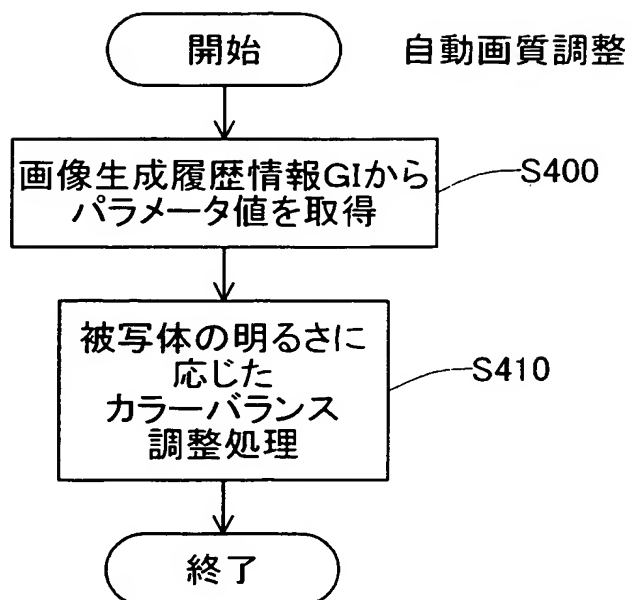 開始
自動画質調整
画像生成履歴情報GIから
パラメータ値を取得
S400
被写体の明るさに
応じた
カラーバランス
調整処理
S410
終了